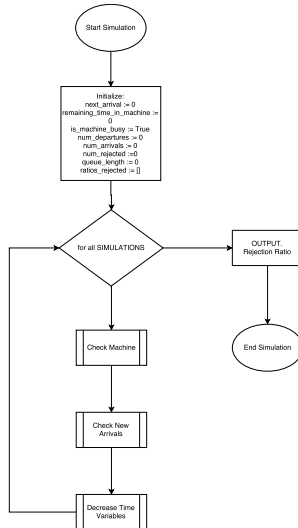 Start Simulation
Initialize:
next_arrival := 0
remaining_time_in_machine :=
0
is_machine_busy := True
num_departures := 0
num_arrivals := 0
num_rejected :=0
queue_length := 0
ratios_rejected := []
for all SIMULATIONS
OUTPUT.
Rejection Ratio
Check Machine
End Simulation
Check New
Arrivals
Decrease Time
Variables